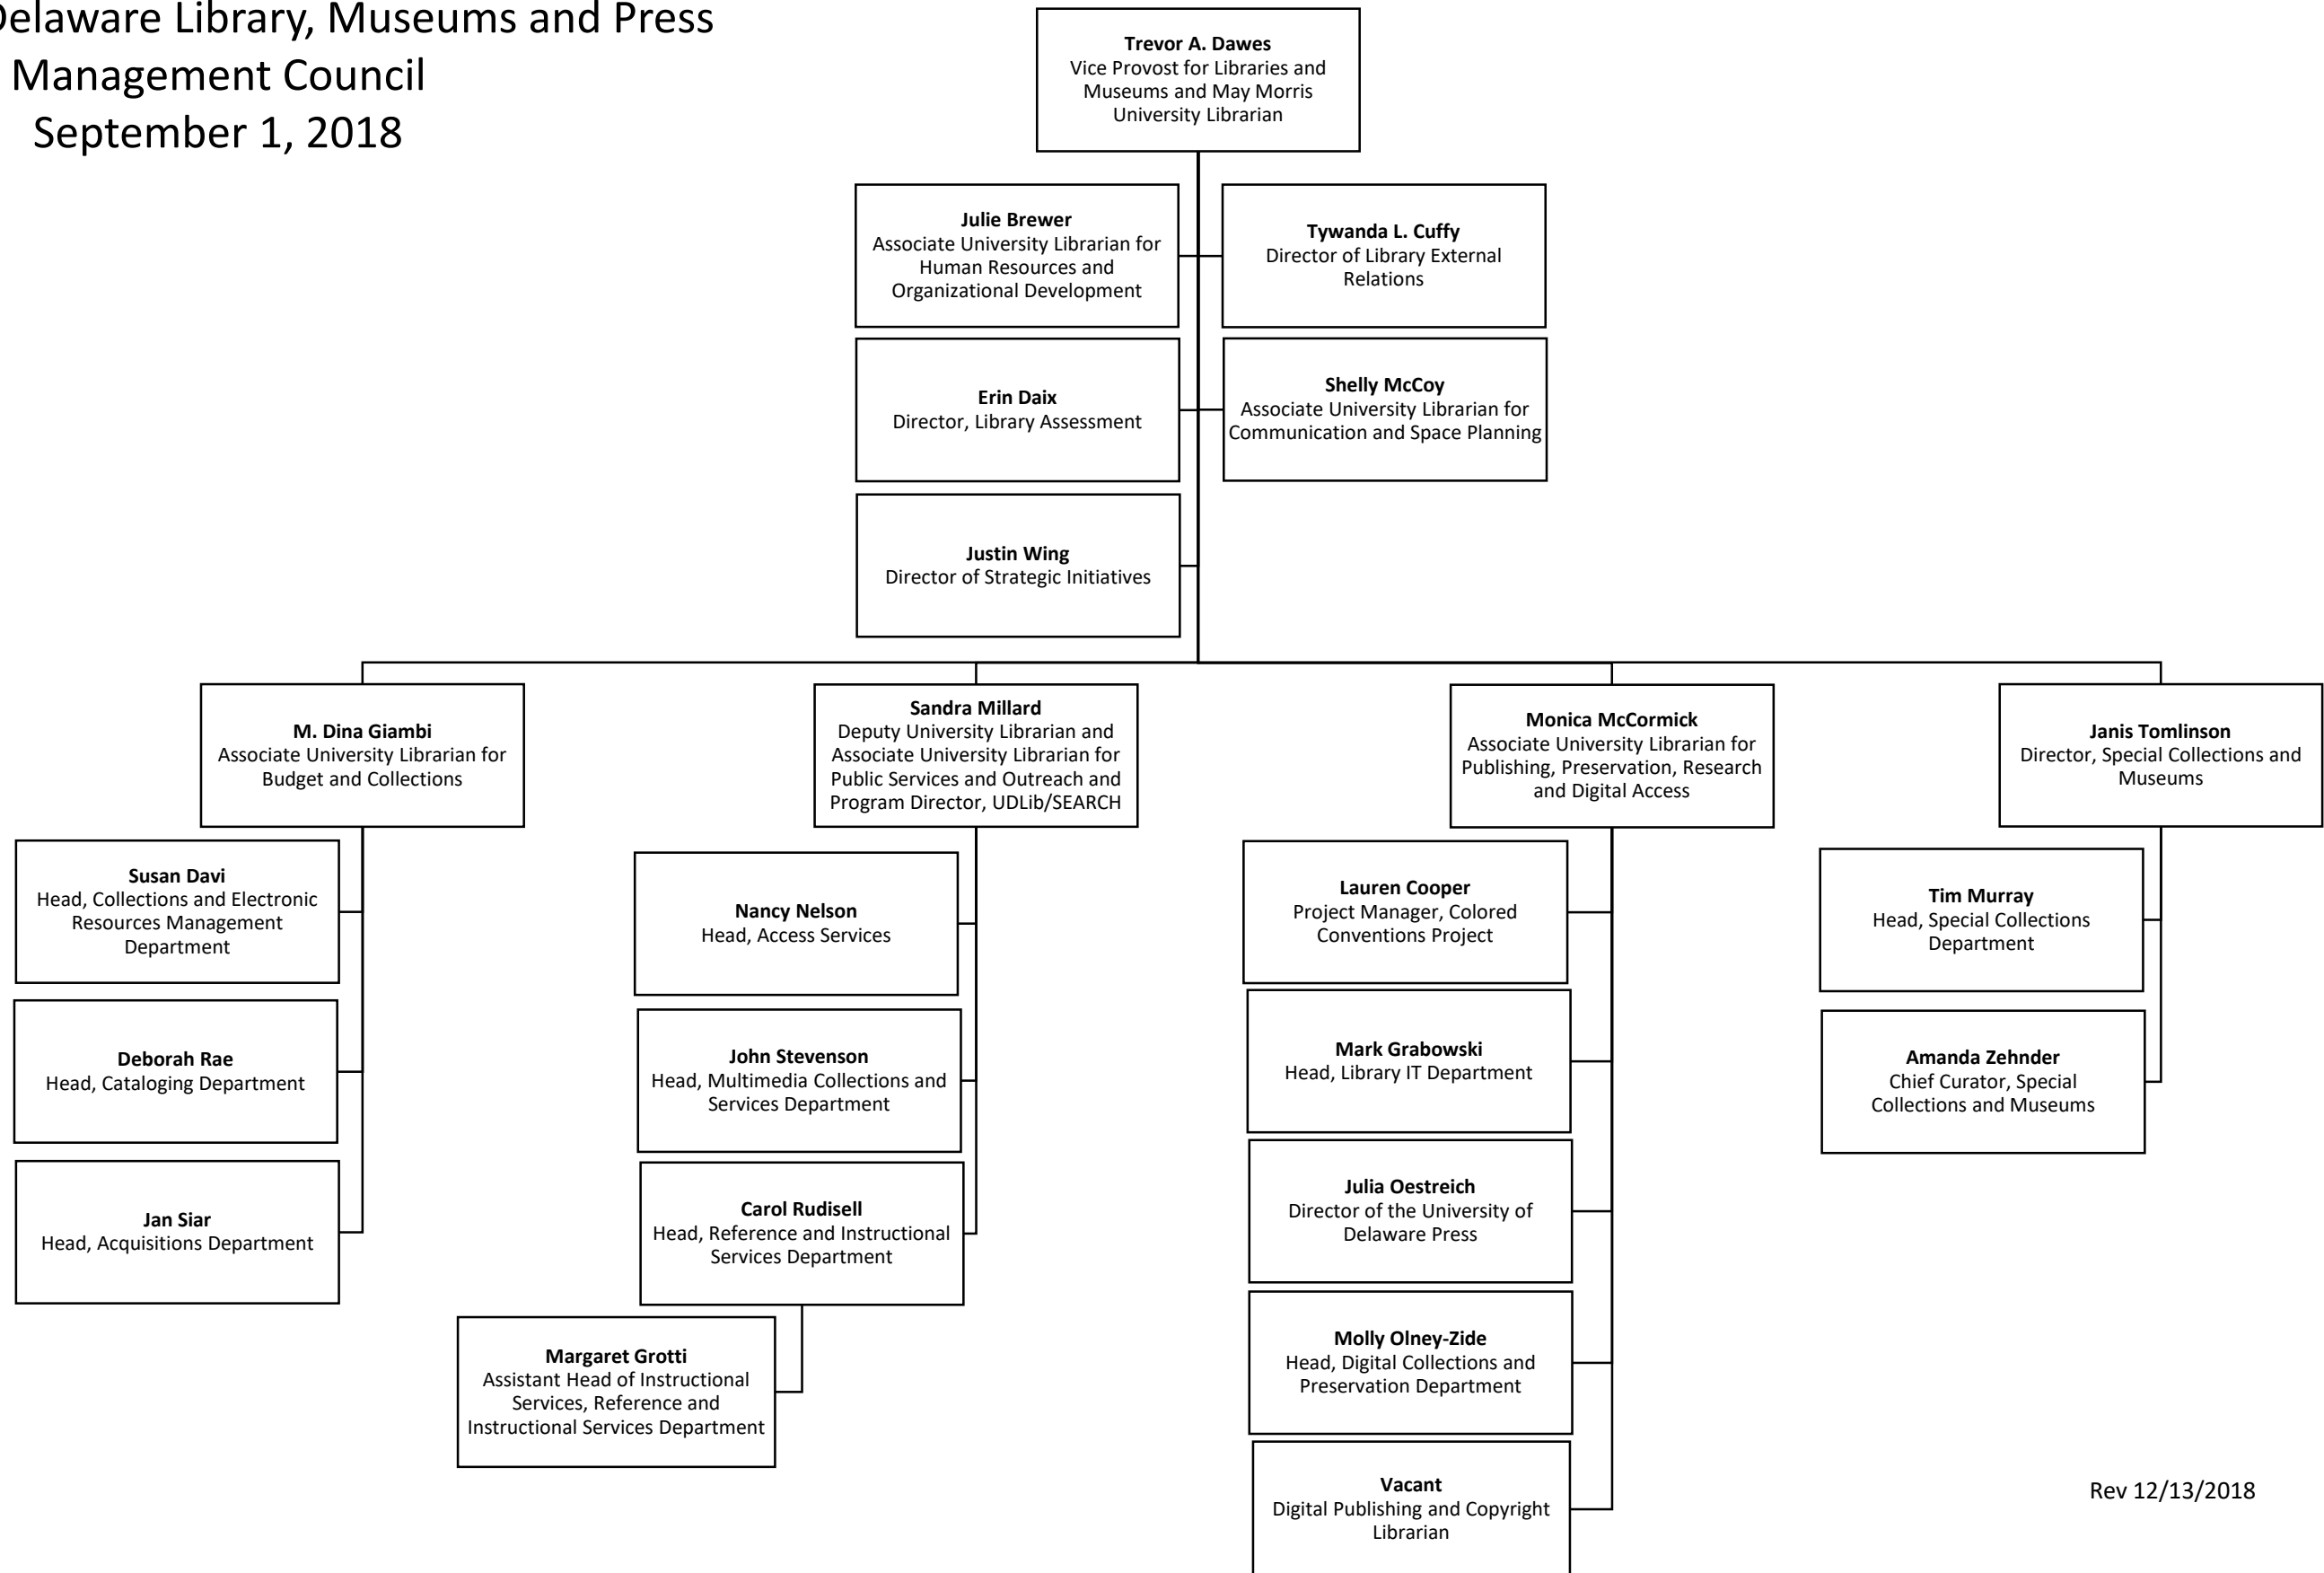 Delaware Library, Museums and Press
Management Council
September 1, 2018
Trevor A. Dawes
Vice Provost for Libraries and
Museums and May Morris
University Librarian
Julie Brewer
Associate University Librarian for
Human Resources and
Organizational Development
Tywanda L. Cuffy
Director of Library External
Relations
Erin Daix
Director, Library Assessment
Shelly McCoy
Associate University Librarian for
Communication and Space Planning
Justin Wing
Director of Strategic Initiatives
M. Dina Giambi
Associate University Librarian for
Budget and Collections
Sandra Millard
Deputy University Librarian and
Associate University Librarian for
Public Services and Outreach and
Program Director, UDLib/SEARCH
Monica McCormick
Associate University Librarian for
Publishing, Preservation, Research
and Digital Access
Janis Tomlinson
Director, Special Collections and
Museums
Susan Davi
Head, Collections and Electronic
Resources Management
Department
Deborah Rae
Head, Cataloging Department
Jan Siar
Head, Acquisitions Department
Nancy Nelson
Head, Access Services
John Stevenson
Head, Multimedia Collections and
Services Department
Carol Rudisell
Head, Reference and Instructional
Services Department
Margaret Grotti
Assistant Head of Instructional
Services, Reference and
Instructional Services Department
Lauren Cooper
Project Manager, Colored
Conventions Project
Mark Grabowski
Head, Library IT Department
Julia Oestreich
Director of the University of
Delaware Press
Molly Olney-Zide
Head, Digital Collections and
Preservation Department
Vacant
Digital Publishing and Copyright
Librarian
Tim Murray
Head, Special Collections
Department
Amanda Zehnder
Chief Curator, Special
Collections and Museums
Rev 12/13/2018